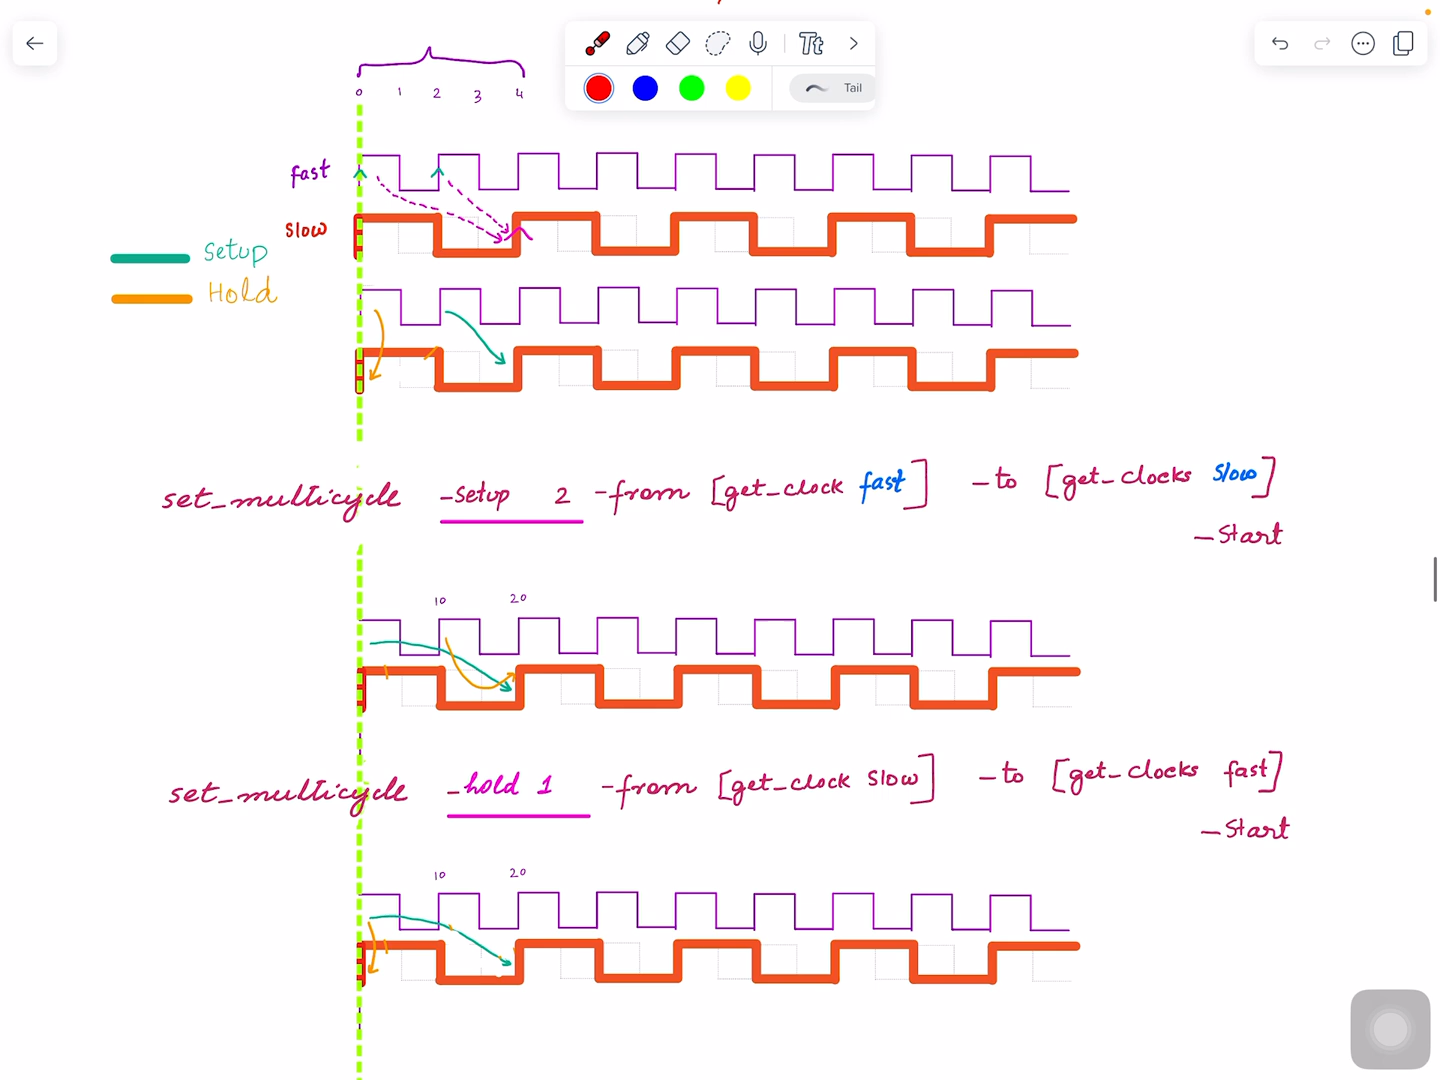 Tt
Tail
0 1 2 3 4
fast
Slow
Setup
Hold
set_multicycle -Setup 2 -from [get_clock fast] -to [get_clocks slow]
-Start
10 20
set_multicycle -hold 1 -from [get_clock slow] -to [get_clocks fast]
-Start
10 20